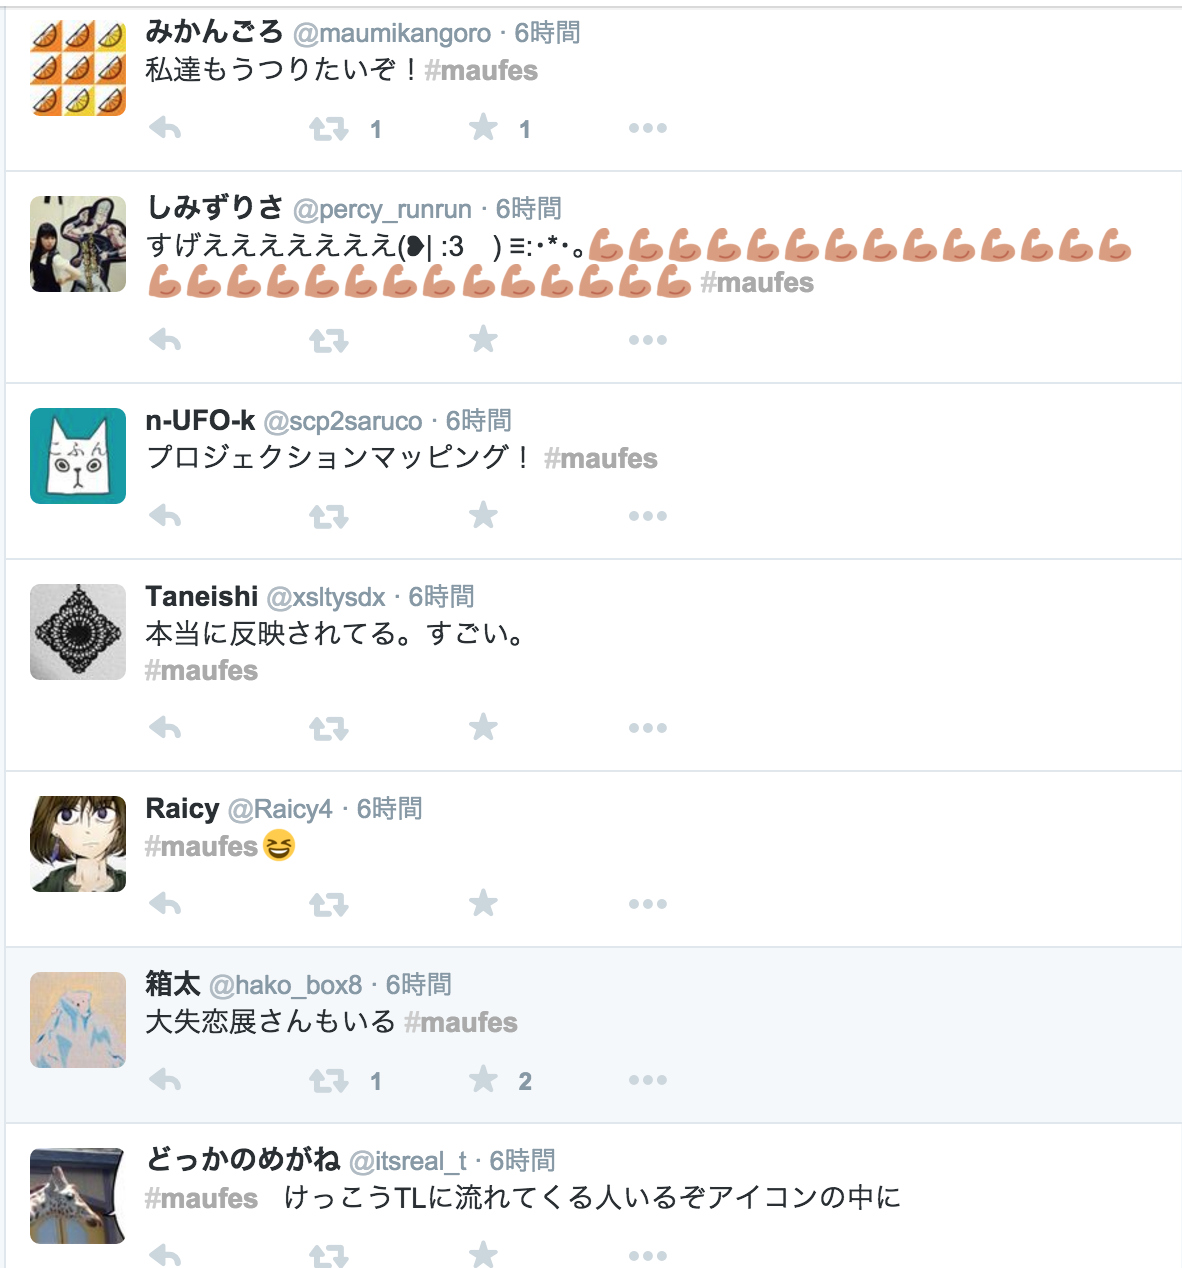 みかんごろ @maumikangoro · 6時間
私達もうつりたいぞ！#maufes
1 1
しみずりさ @percy_runrun · 6時間
すげえええええええ(❥| :3　) ≡:･*･｡💪💪💪💪💪💪💪💪💪💪💪💪💪💪
💪💪💪💪💪💪💪💪💪💪💪💪💪💪 #maufes
n-UFO-k @scp2saruco · 6時間
プロジェクションマッピング！ #maufes
こふん
Taneishi @xsltysdx · 6時間
本当に反映されてる。すごい。
#maufes
Raicy @Raicy4 · 6時間
#maufes😆
箱太 @hako_box8 · 6時間
大失恋展さんもいる #maufes
1 2
どっかのめがね @itsreal_t · 6時間
#maufes　けっこうTLに流れてくる人いるぞアイコンの中に